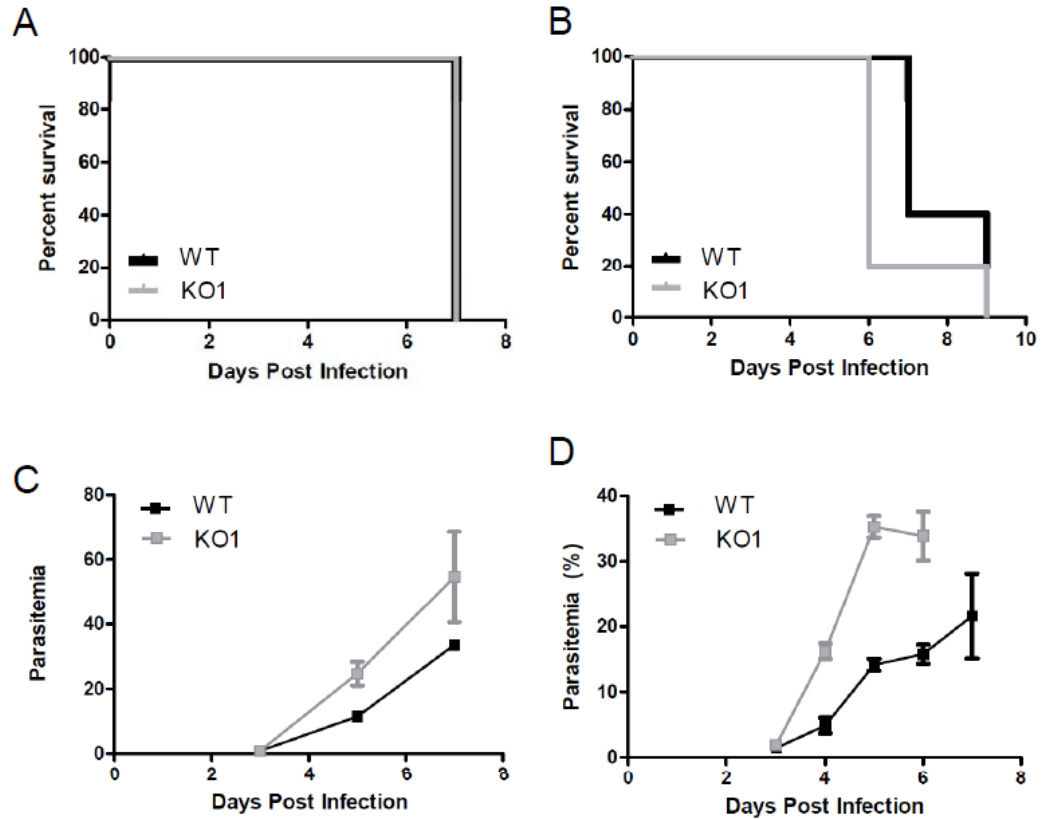 A
100
80
60
40
20
0
Percent survival
WT
KO1
0 2 4 6 8
Days Post Infection
B
100
80
60
40
20
0
Percent survival
WT
KO1
0 2 4 6 8 10
Days Post Infection
C
80
60
40
20
0
Parasitemia
WT
KO1
0 2 4 6 8
Days Post Infection
D
40
30
20
10
0
Parasitemia (%)
WT
KO1
0 2 4 6 8
Days Post Infection